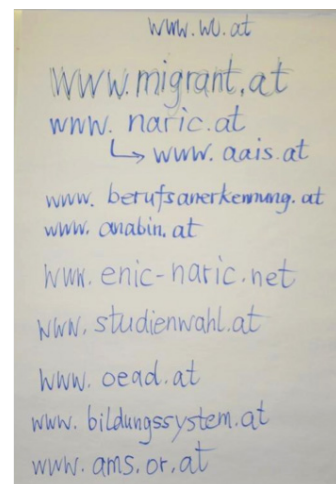 www.wu.at
www.migrant.at
www. naric.at
↳ www. aais.at
www. berufsanerkennung.at
www. anabin.at
www. enic-naric.net
www. studienwahl.at
www. oead.at
www. bildungssystem.at
www. ams.or.at